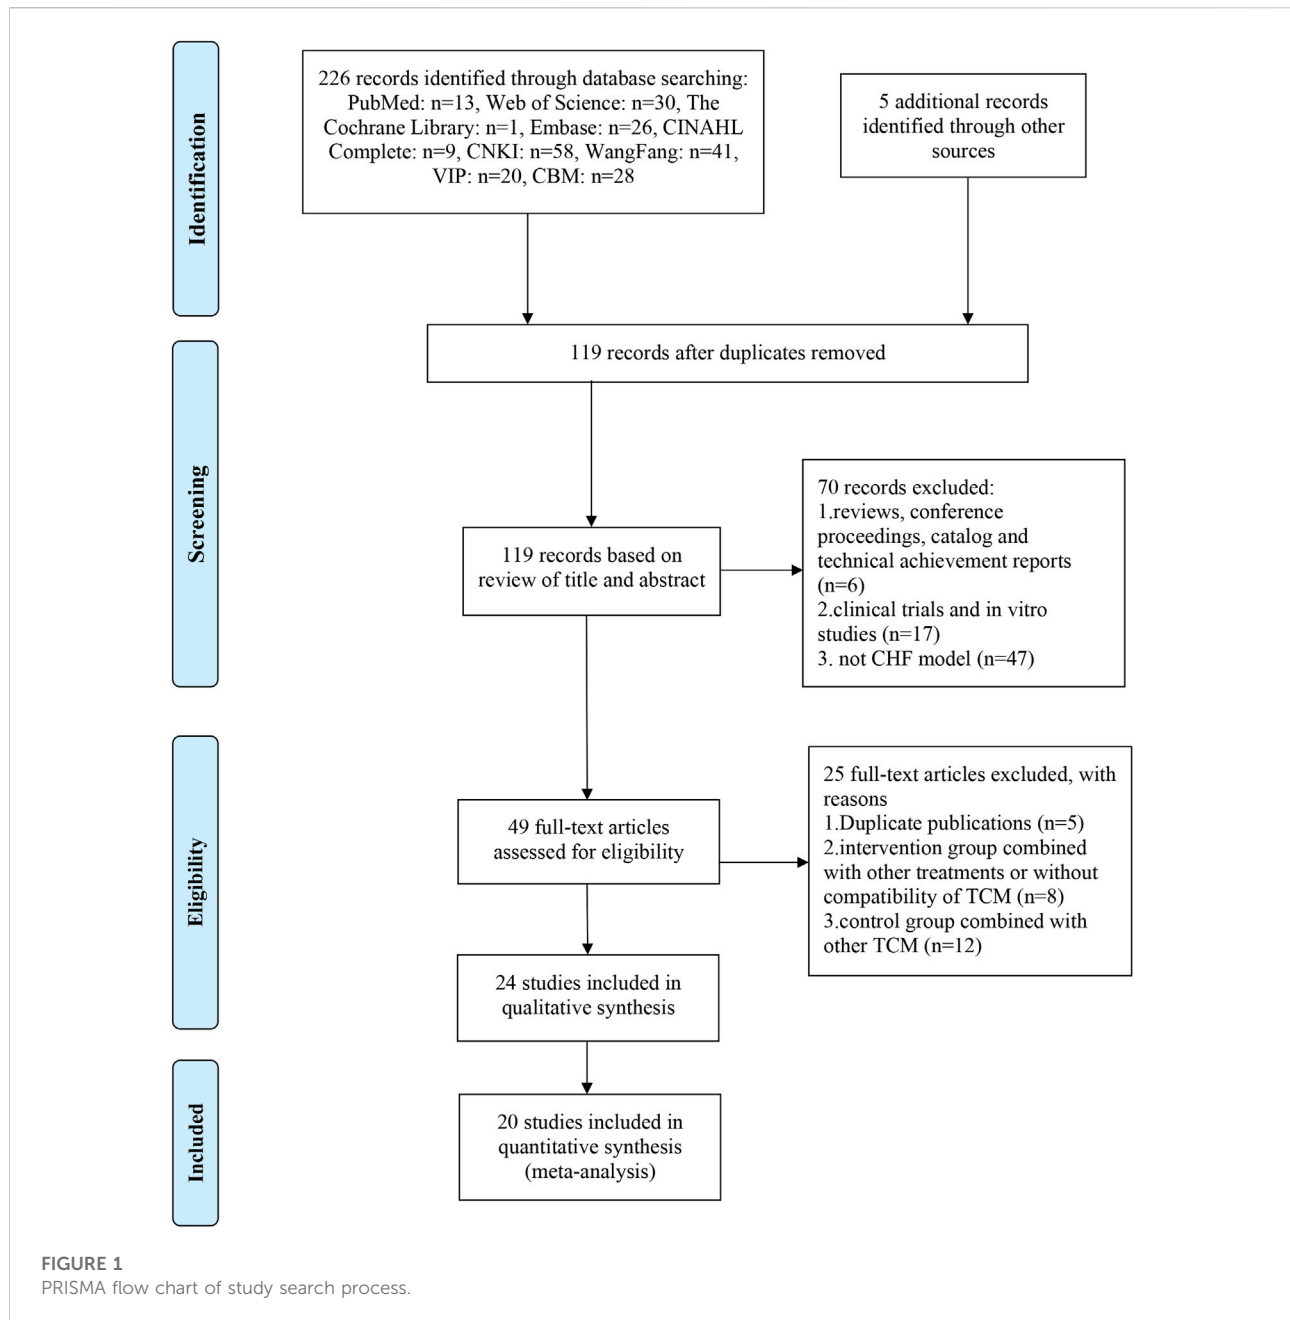 Identification
226 records identified through database searching:
PubMed: n=13, Web of Science: n=30, The
Cochrane Library: n=1, Embase: n=26, CINAHL
Complete: n=9, CNKI: n=58, WangFang: n=41,
VIP: n=20, CBM: n=28
5 additional records
identified through other
sources
119 records after duplicates removed
Screening
119 records based on
review of title and abstract
70 records excluded:
1.reviews, conference
proceedings, catalog and
technical achievement reports
(n=6)
2.clinical trials and in vitro
studies (n=17)
3. not CHF model (n=47)
Eligibility
49 full-text articles
assessed for eligibility
25 full-text articles excluded, with
reasons
1.Duplicate publications (n=5)
2.intervention group combined
with other treatments or without
compatibility of TCM (n=8)
3.control group combined with
other TCM (n=12)
24 studies included in
qualitative synthesis
Included
20 studies included in
quantitative synthesis
(meta-analysis)
FIGURE 1
PRISMA flow chart of study search process.